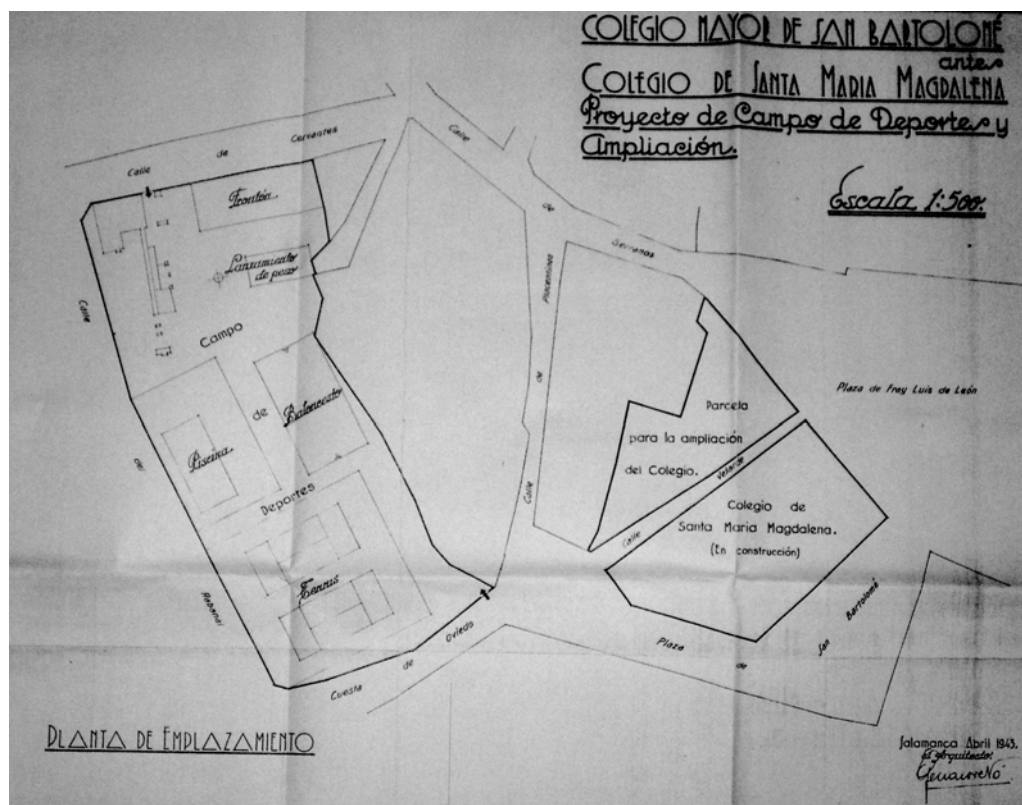 COLEGIO MAYOR DE SAN BARTOLOMÉ
antes
COLEGIO DE SANTA MARIA MAGDALENA
Proyecto de Campo de Deportes y
Ampliación.
Escala 1:500.
Calle de Cervantes
Frontón
Lanzamiento
de peso
Calle de Serranos
Calle de Placentinos
Calle del Rabanal
Campo de Deportes
Baloncesto
Piscina
Tennis
Plaza de Fray Luis de León
Parcela
para la ampliación
del Colegio.
Calle Velarde
Colegio de
Santa Maria Magdalena.
(En construcción)
Cuesta de Oviedo
Plaza de San Bartolomé
PLANTA DE EMPLAZAMIENTO
Salamanca Abril 1943.
el Arquitecto: